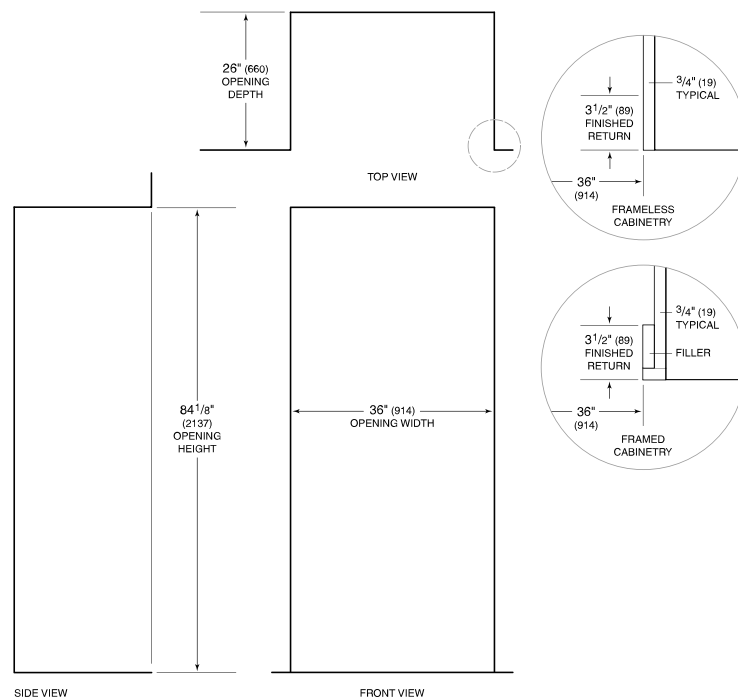 26" (660)
OPENING
DEPTH
TOP VIEW
3/4" (19)
TYPICAL
3 1/2" (89)
FINISHED
RETURN
36"
(914)
FRAMELESS
CABINETRY
3/4" (19)
TYPICAL
3 1/2" (89)
FINISHED
RETURN
FILLER
36"
(914)
FRAMED
CABINETRY
84 1/8"
(2137)
OPENING
HEIGHT
36" (914)
OPENING WIDTH
SIDE VIEW
FRONT VIEW